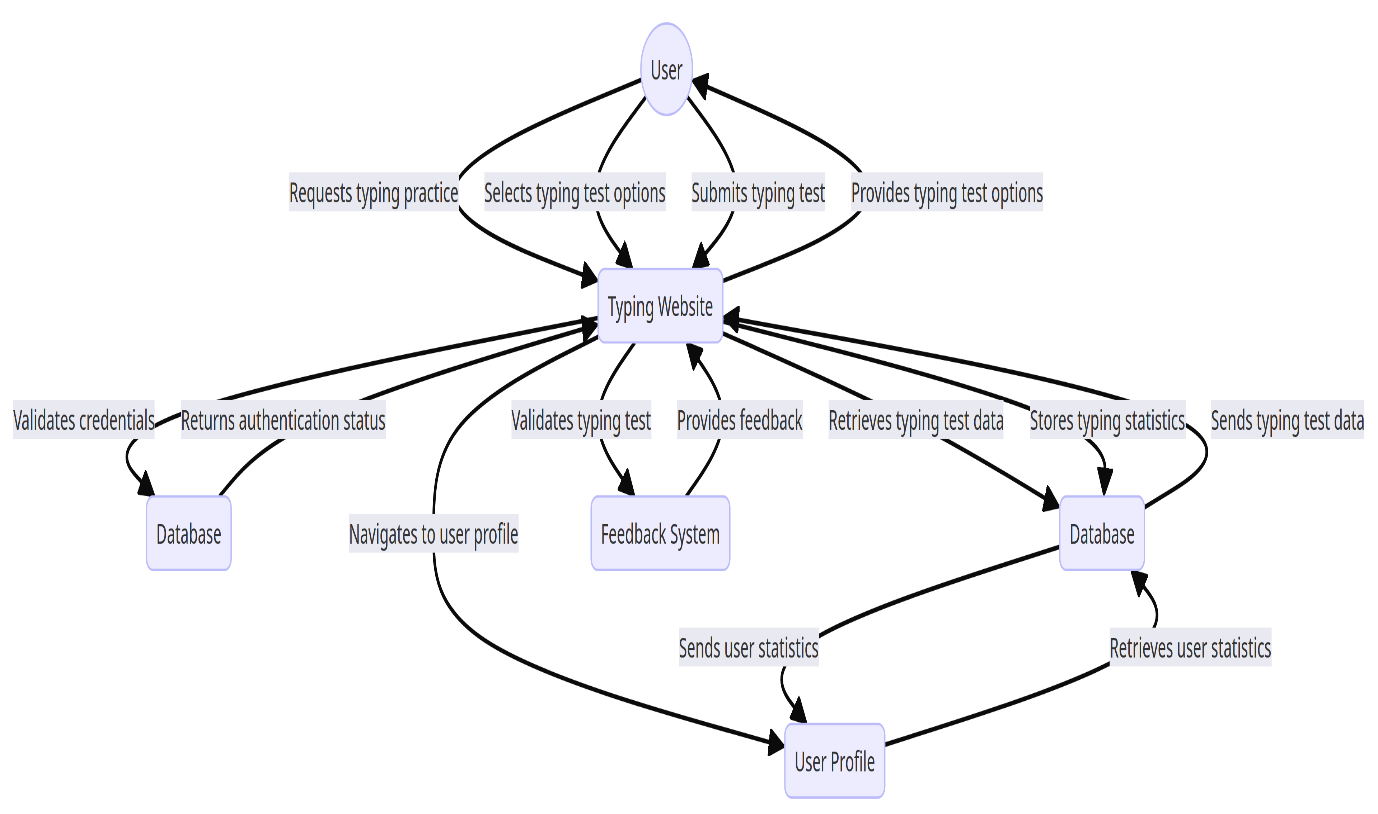 User
Requests typing practice
Selects typing test options
Submits typing test
Provides typing test options
Typing Website
Validates credentials
Returns authentication status
Validates typing test
Provides feedback
Retrieves typing test data
Stores typing statistics
Sends typing test data
Database
Navigates to user profile
Feedback System
Database
Sends user statistics
Retrieves user statistics
User Profile